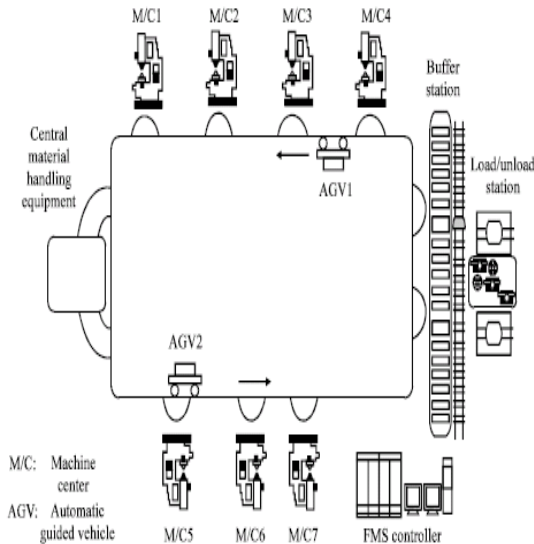 M/C1
M/C2
M/C3
M/C4
Buffer
station
Central
material
handling
equipment
Load/unload
station
AGV1
AGV2
M/C: Machine
center
AGV: Automatic
guided vehicle
M/C5
M/C6
M/C7
FMS controller